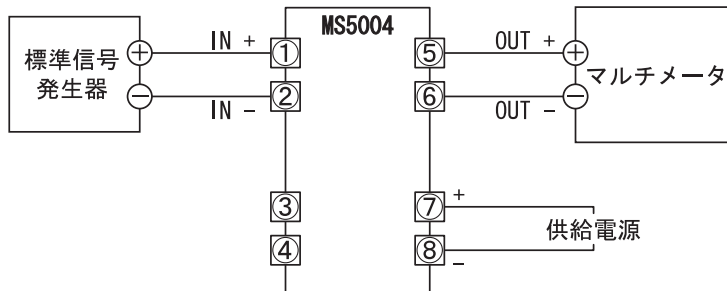 MS5004
標準信号
発生器
+
-
IN +
IN -
①
②
③
④
⑤
⑥
⑦
⑧
OUT +
OUT -
+
-
マルチメータ
+
-
供給電源